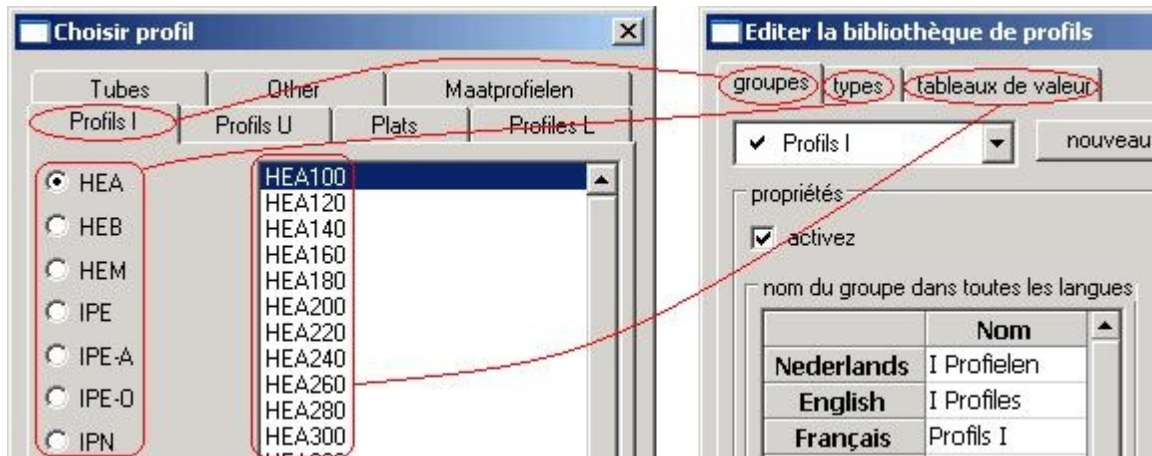 Choisir profil
Tubes Other Maatprofielen
Profils I Profils U Plats Profiles L
HEA
HEB
HEM
IPE
IPE-A
IPE-O
IPN
HEA100
HEA120
HEA140
HEA160
HEA180
HEA200
HEA220
HEA240
HEA260
HEA280
HEA300
Editer la bibliothèque de profils
groupes types tableaux de valeur
Profils I nouveau
propriétés
activez
nom du groupe dans toutes les langues
Nom
Nederlands I Profielen
English I Profiles
Français Profils I